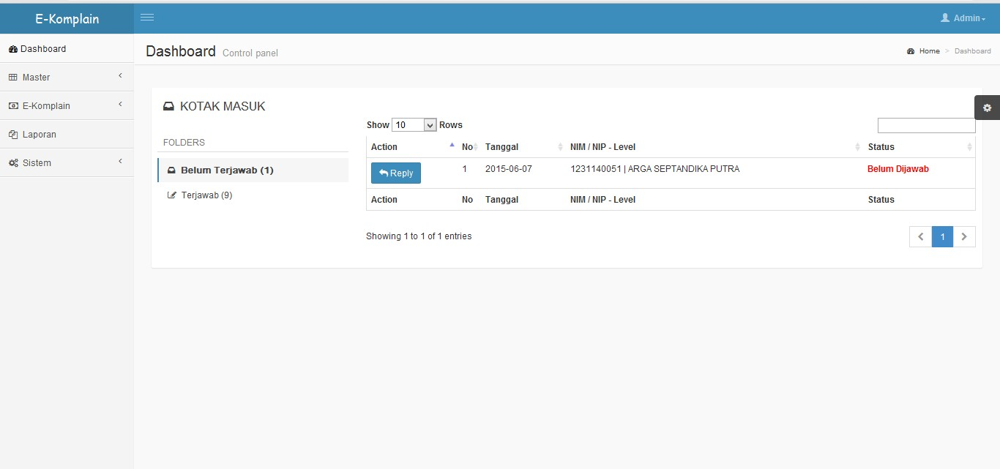 E-Komplain
Admin
Dashboard
Master
E-Komplain
Laporan
Sistem
Dashboard Control panel
Home > Dashboard
KOTAK MASUK
FOLDERS
Belum Terjawab (1)
Terjawab (9)
Show 10 Rows
Action No Tanggal NIM / NIP - Level Status
Reply 1 2015-06-07 1231140051 | ARGA SEPTANDIKA PUTRA Belum Dijawab
Action No Tanggal NIM / NIP - Level Status
Showing 1 to 1 of 1 entries
1